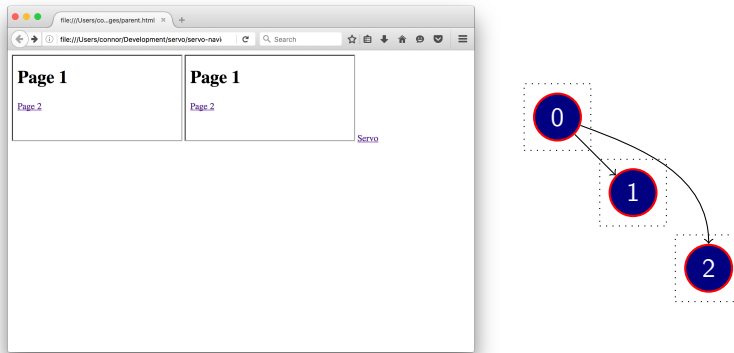 file:///Users/co...ges/parent.html × +
file:///Users/connor/Development/servo/servo-navi Search
Page 1 Page 1
Page 2 Page 2
Servo
0
1
2